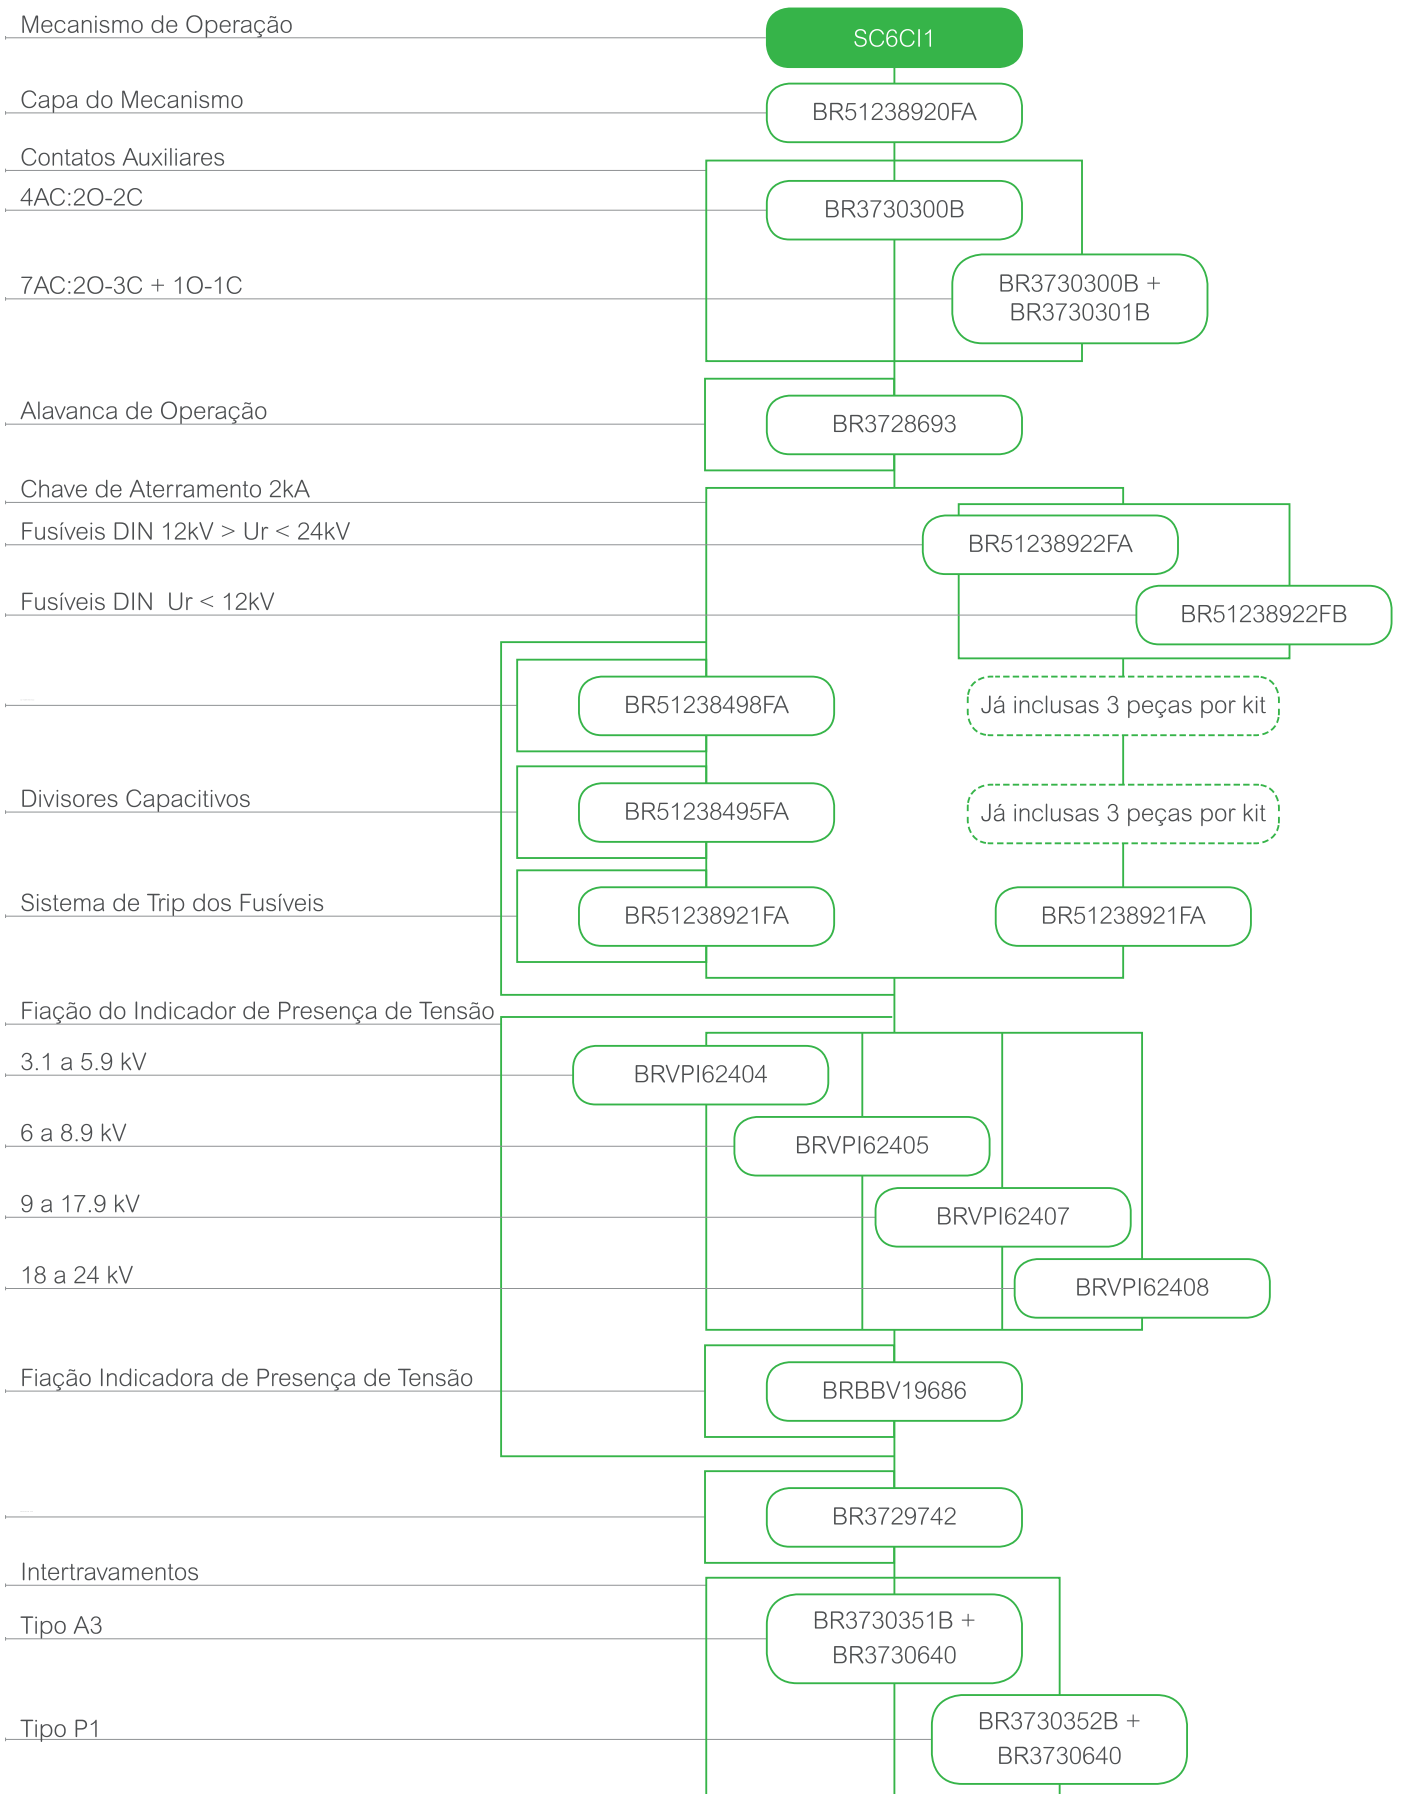 Mecanismo de Operação
SC6CI1
Capa do Mecanismo
BR51238920FA
Contatos Auxiliares
4AC:2O-2C
BR3730300B
7AC:2O-3C + 1O-1C
BR3730300B +
BR3730301B
Alavanca de Operação
BR3728693
Chave de Aterramento 2kA
Fusíveis DIN 12kV > Ur < 24kV
BR51238922FA
Fusíveis DIN  Ur < 12kV
BR51238922FB
BR51238498FA
Já inclusas 3 peças por kit
Divisores Capacitivos
BR51238495FA
Já inclusas 3 peças por kit
Sistema de Trip dos Fusíveis
BR51238921FA
BR51238921FA
Fiação do Indicador de Presença de Tensão
3.1 a 5.9 kV
BRVPI62404
6 a 8.9 kV
BRVPI62405
9 a 17.9 kV
BRVPI62407
18 a 24 kV
BRVPI62408
Fiação Indicadora de Presença de Tensão
BRBBV19686
BR3729742
Intertravamentos
Tipo A3
BR3730351B +
BR3730640
Tipo P1
BR3730352B +
BR3730640